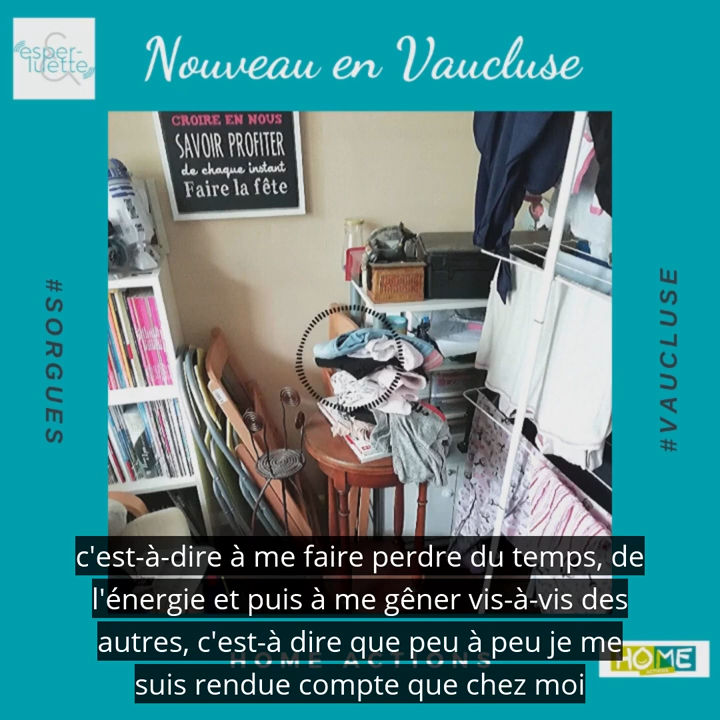 esper-
luette
&
Nouveau en Vaucluse
CROIRE EN NOUS
SAVOIR PROFITER
de chaque instant
Faire la fête
#SORGUES
#VAUCLUSE
c'est-à-dire à me faire perdre du temps, de
l'énergie et puis à me gêner vis-à-vis des
autres, c'est-à dire que peu à peu je me
suis rendue compte que chez moi
HOME ACTIONS
HOME